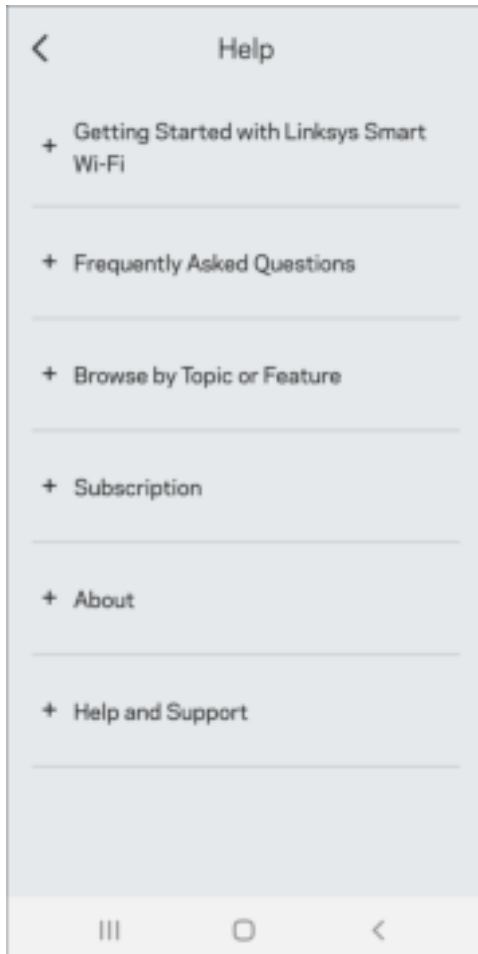 Help
Getting Started with Linksys Smart
Wi-Fi
Frequently Asked Questions
Browse by Topic or Feature
Subscription
About
Help and Support